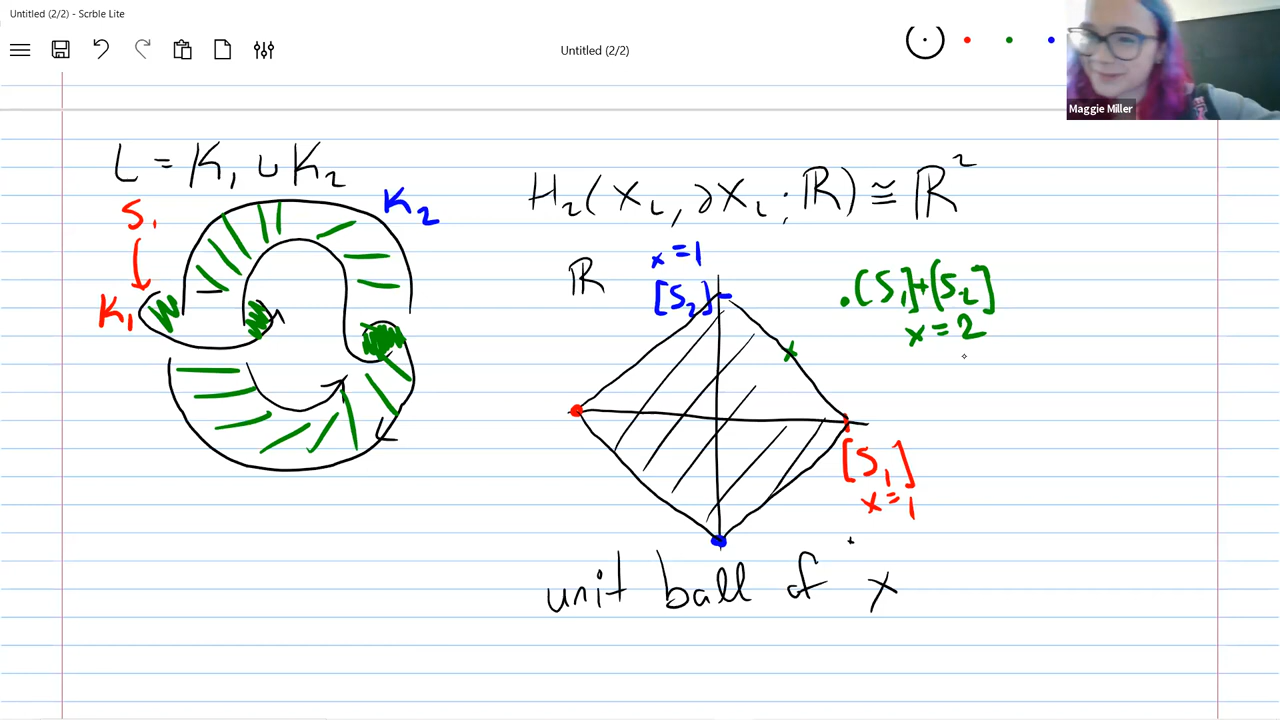 Untitled (2/2) - Scrble Lite
Untitled (2/2)
Maggie Miller
L = K₁ ∪ K₂
S₁
K₂
K₁
H₂(X_L, ∂X_L; ℝ) ≅ ℝ²
ℝ
x = 1
[S₂]
[S₁]+[S₂]
x = 2
[S₁]
x = 1
unit ball of x